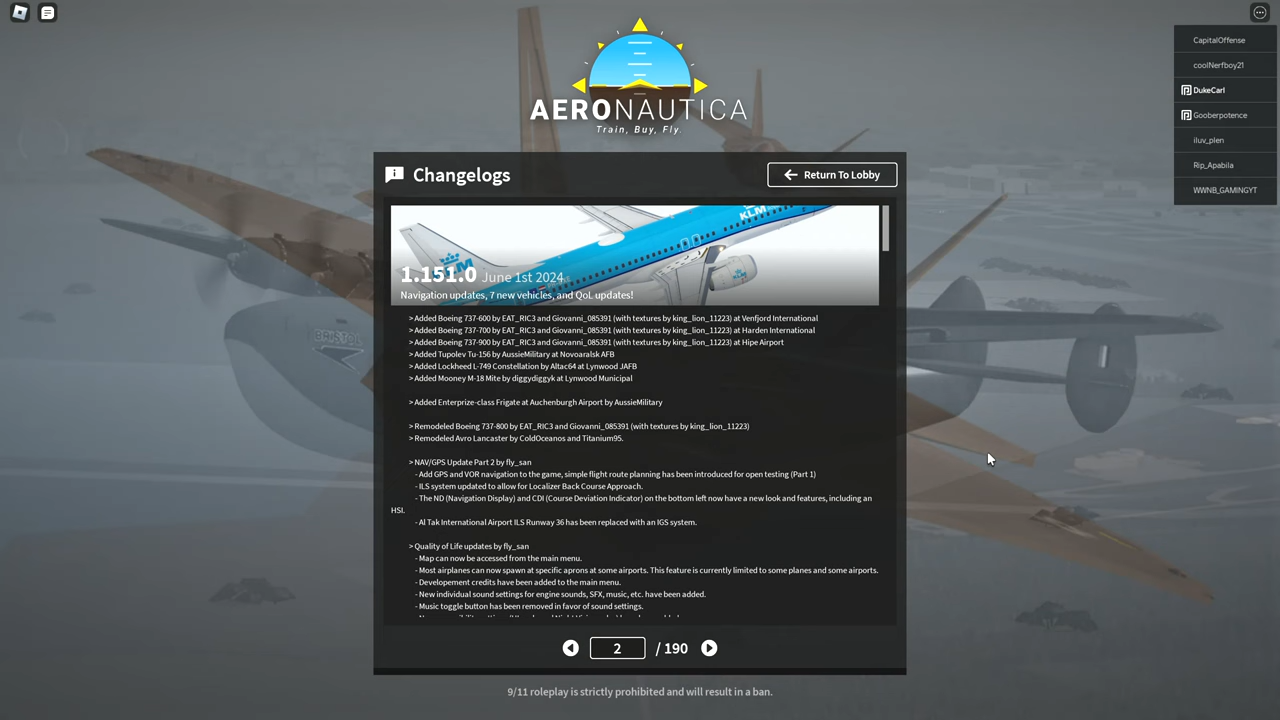 AERONAUTICA
Train, Buy, Fly.
CapitalOffense
coolNerfboy21
DukeCarl
Gooberpotence
iluv_plen
Rip_Apabila
WWNB_GAMINGYT
Changelogs
Return To Lobby
KLM
KLM
1.151.0 June 1st 2024
Navigation updates, 7 new vehicles, and QoL updates!
> Added Boeing 737-600 by EAT_RIC3 and Giovanni_085391 (with textures by king_lion_11223) at Venfjord International
> Added Boeing 737-700 by EAT_RIC3 and Giovanni_085391 (with textures by king_lion_11223) at Harden International
> Added Boeing 737-900 by EAT_RIC3 and Giovanni_085391 (with textures by king_lion_11223) at Hipe Airport
> Added Tupolev Tu-156 by AussieMilitary at Novoaralsk AFB
> Added Lockheed L-749 Constellation by Altac64 at Lynwood JAFB
> Added Mooney M-18 Mite by diggydiggyk at Lynwood Municipal
> Added Enterprize-class Frigate at Auchenburgh Airport by AussieMilitary
> Remodeled Boeing 737-800 by EAT_RIC3 and Giovanni_085391 (with textures by king_lion_11223)
> Remodeled Avro Lancaster by ColdOceanos and Titanium95.
> NAV/GPS Update Part 2 by fly_san
- Add GPS and VOR navigation to the game, simple flight route planning has been introduced for open testing (Part 1)
- ILS system updated to allow for Localizer Back Course Approach.
- The ND (Navigation Display) and CDI (Course Deviation Indicator) on the bottom left now have a new look and features, including an
HSI.
- Al Tak International Airport ILS Runway 36 has been replaced with an IGS system.
> Quality of Life updates by fly_san
- Map can now be accessed from the main menu.
- Most airplanes can now spawn at specific aprons at some airports. This feature is currently limited to some planes and some airports.
- Developement credits have been added to the main menu.
- New individual sound settings for engine sounds, SFX, music, etc. have been added.
- Music toggle button has been removed in favor of sound settings.
2 / 190
9/11 roleplay is strictly prohibited and will result in a ban.
BRISTOL